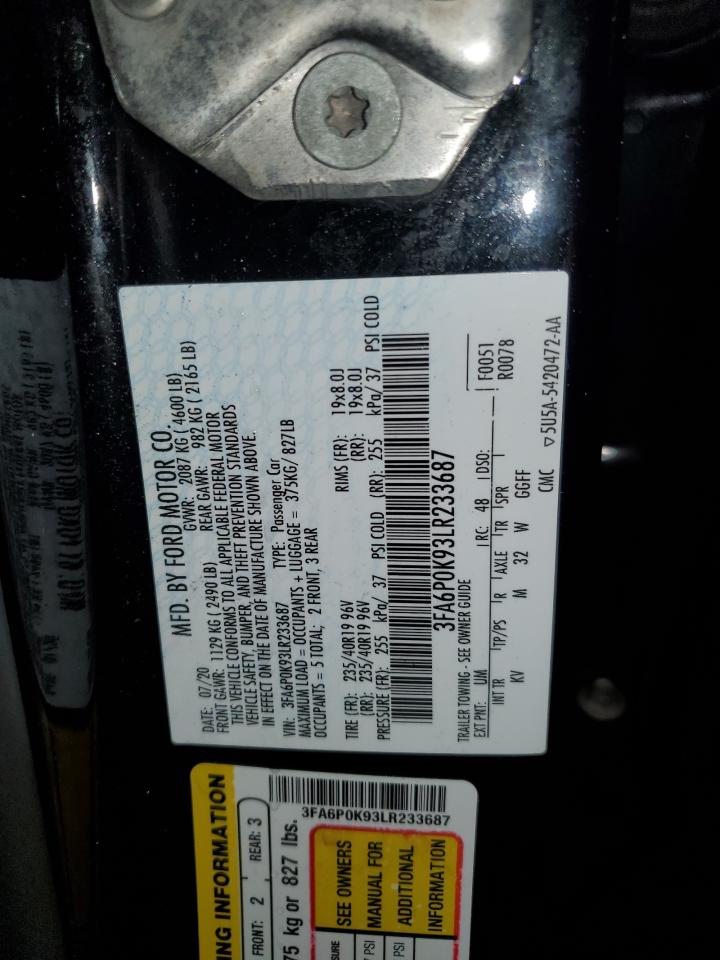 MFD. BY FORD MOTOR CO.
DATE: 07/20 GVWR: 2087 KG ( 4600 LB)
FRONT GAWR: 1129 KG ( 2490 LB) REAR GAWR: 982 KG ( 2165 LB)
THIS VEHICLE CONFORMS TO ALL APPLICABLE FEDERAL MOTOR
VEHICLE SAFETY, BUMPER, AND THEFT PREVENTION STANDARDS
IN EFFECT ON THE DATE OF MANUFACTURE SHOWN ABOVE.
VIN: 3FA6P0K93LR233687 TYPE: Passenger Car
MAXIMUM LOAD = OCCUPANTS + LUGGAGE = 375KG/ 827LB
OCCUPANTS = 5 TOTAL; 2 FRONT, 3 REAR
TIRE (FR): 235/40R19 96V RIMS (FR): 19x8.0J
(RR): 235/40R19 96V (RR): 19x8.0J
PRESSURE (FR): 255 kPa/ 37 PSI COLD (RR): 255 kPa/ 37 PSI COLD
3FA6P0K93LR233687
TRAILER TOWING - SEE OWNER GUIDE F0051
EXT PNT: UM RC: 48 DSO: R0078
INT TR TP/PS R AXLE TR SPR
KV M 32 W GGFF
CMC ▽5U5A-5420472-AA
NG INFORMATION
FRONT: 2 REAR: 3
75 kg or 827 lbs.
3FA6P0K93LR233687
SEE OWNERS
MANUAL FOR
ADDITIONAL
INFORMATION
SURE
PSI
PSI